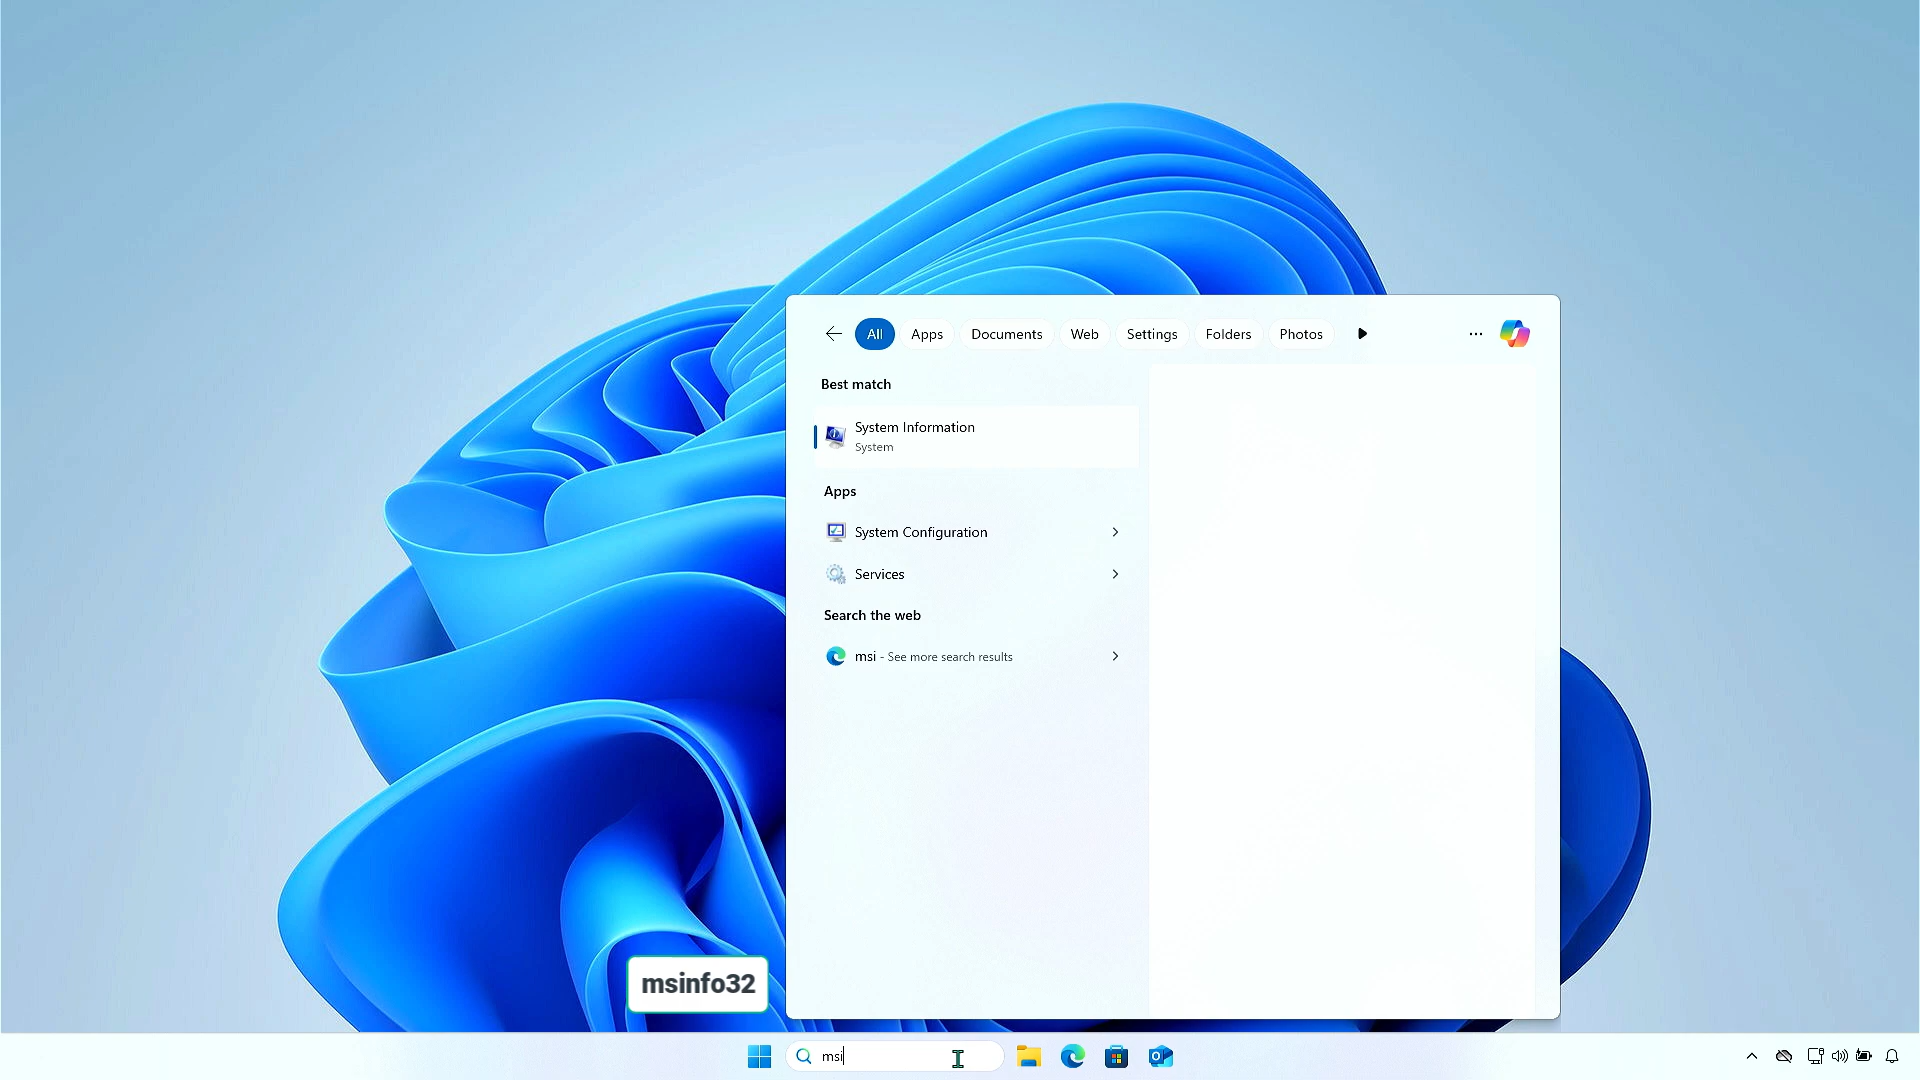 All
Apps
Documents
Web
Settings
Folders
Photos
Best match
System Information
System
Apps
System Configuration
Services
Search the web
msi - See more search results
msinfo32
msi